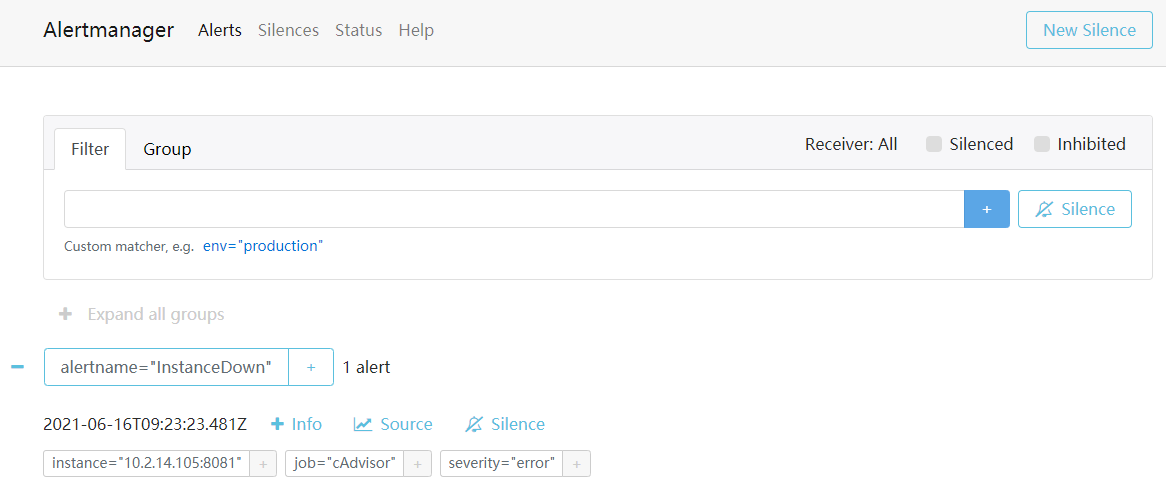 Alertmanager Alerts Silences Status Help New Silence
Filter Group Receiver: All Silenced Inhibited
+ Silence
Custom matcher, e.g. env="production"
+ Expand all groups
alertname="InstanceDown" + 1 alert
2021-06-16T09:23:23.481Z + Info Source Silence
instance="10.2.14.105:8081" + job="cAdvisor" + severity="error" +